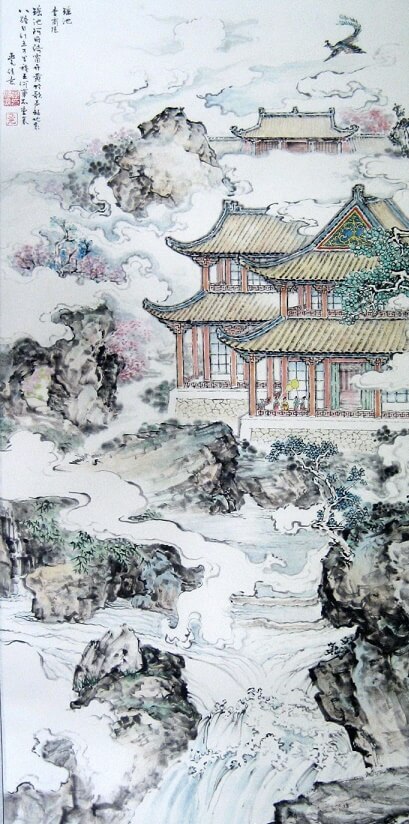 瑤池
李商隱
瑤池阿母綺窗開黃竹歌聲動地哀
八駿日行三萬里穆王何事不重來